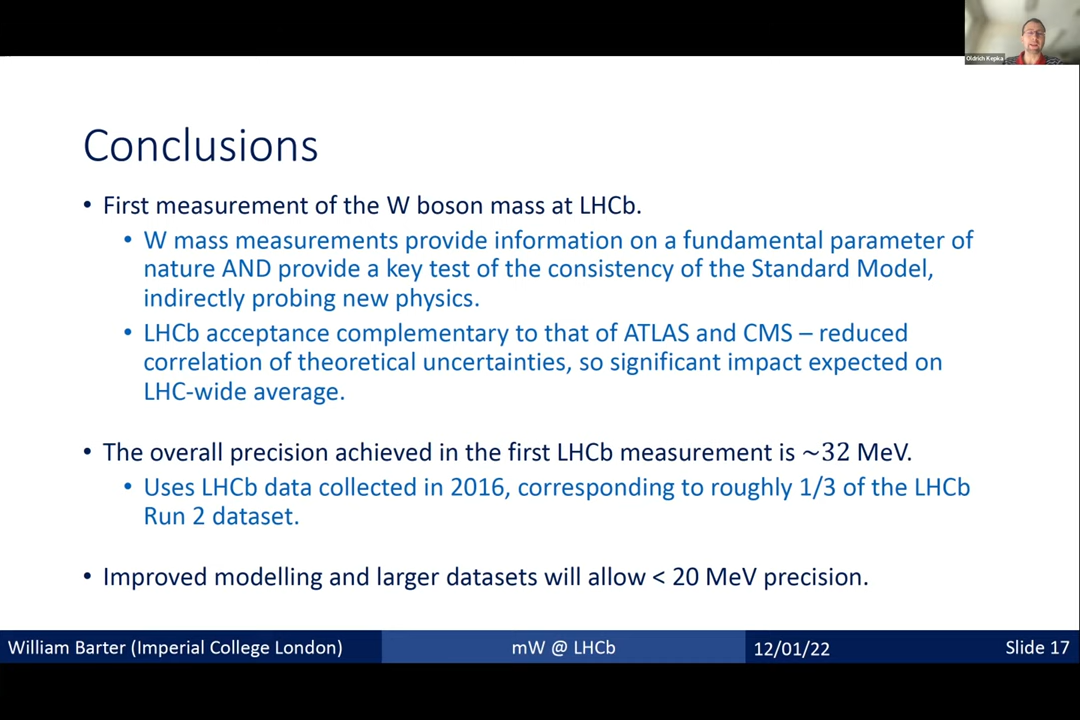 Oldrich Kepka
Conclusions
• First measurement of the W boson mass at LHCb.
• W mass measurements provide information on a fundamental parameter of
nature AND provide a key test of the consistency of the Standard Model,
indirectly probing new physics.
• LHCb acceptance complementary to that of ATLAS and CMS – reduced
correlation of theoretical uncertainties, so significant impact expected on
LHC-wide average.
• The overall precision achieved in the first LHCb measurement is ~32 MeV.
• Uses LHCb data collected in 2016, corresponding to roughly 1/3 of the LHCb
Run 2 dataset.
• Improved modelling and larger datasets will allow < 20 MeV precision.
William Barter (Imperial College London) mW @ LHCb 12/01/22 Slide 17